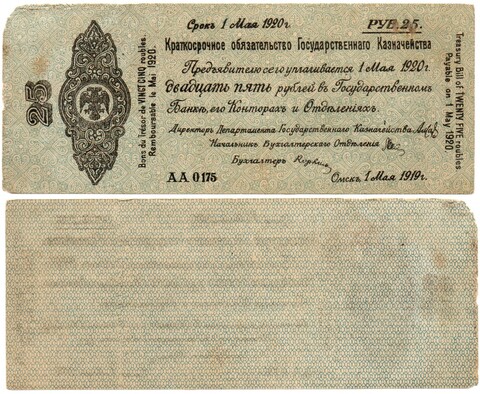 Срокъ 1 Мая 1920г.
РУБ. 25.
Краткосрочное обязательство Государственнаго Казначейства
Предъявителю сего уплачивается 1 Мая 1920г.
двадцать пять рублей въ Государственномъ
Банкѣ, его Конторахъ и Отдѣленіяхъ.
Директоръ Департамента Государственнаго Казначейства
Начальникъ Бухгалтерскаго Отдѣленія
Бухгалтеръ
АА.0175
Омскъ, 1 Мая 1919г.
25
Bons du Trésor de VINGT CINQ roubles.
Remboursable 1 Mai 1920.
Treasury Bill of TWENTY FIVE roubles
Payable on 1 May 1920.